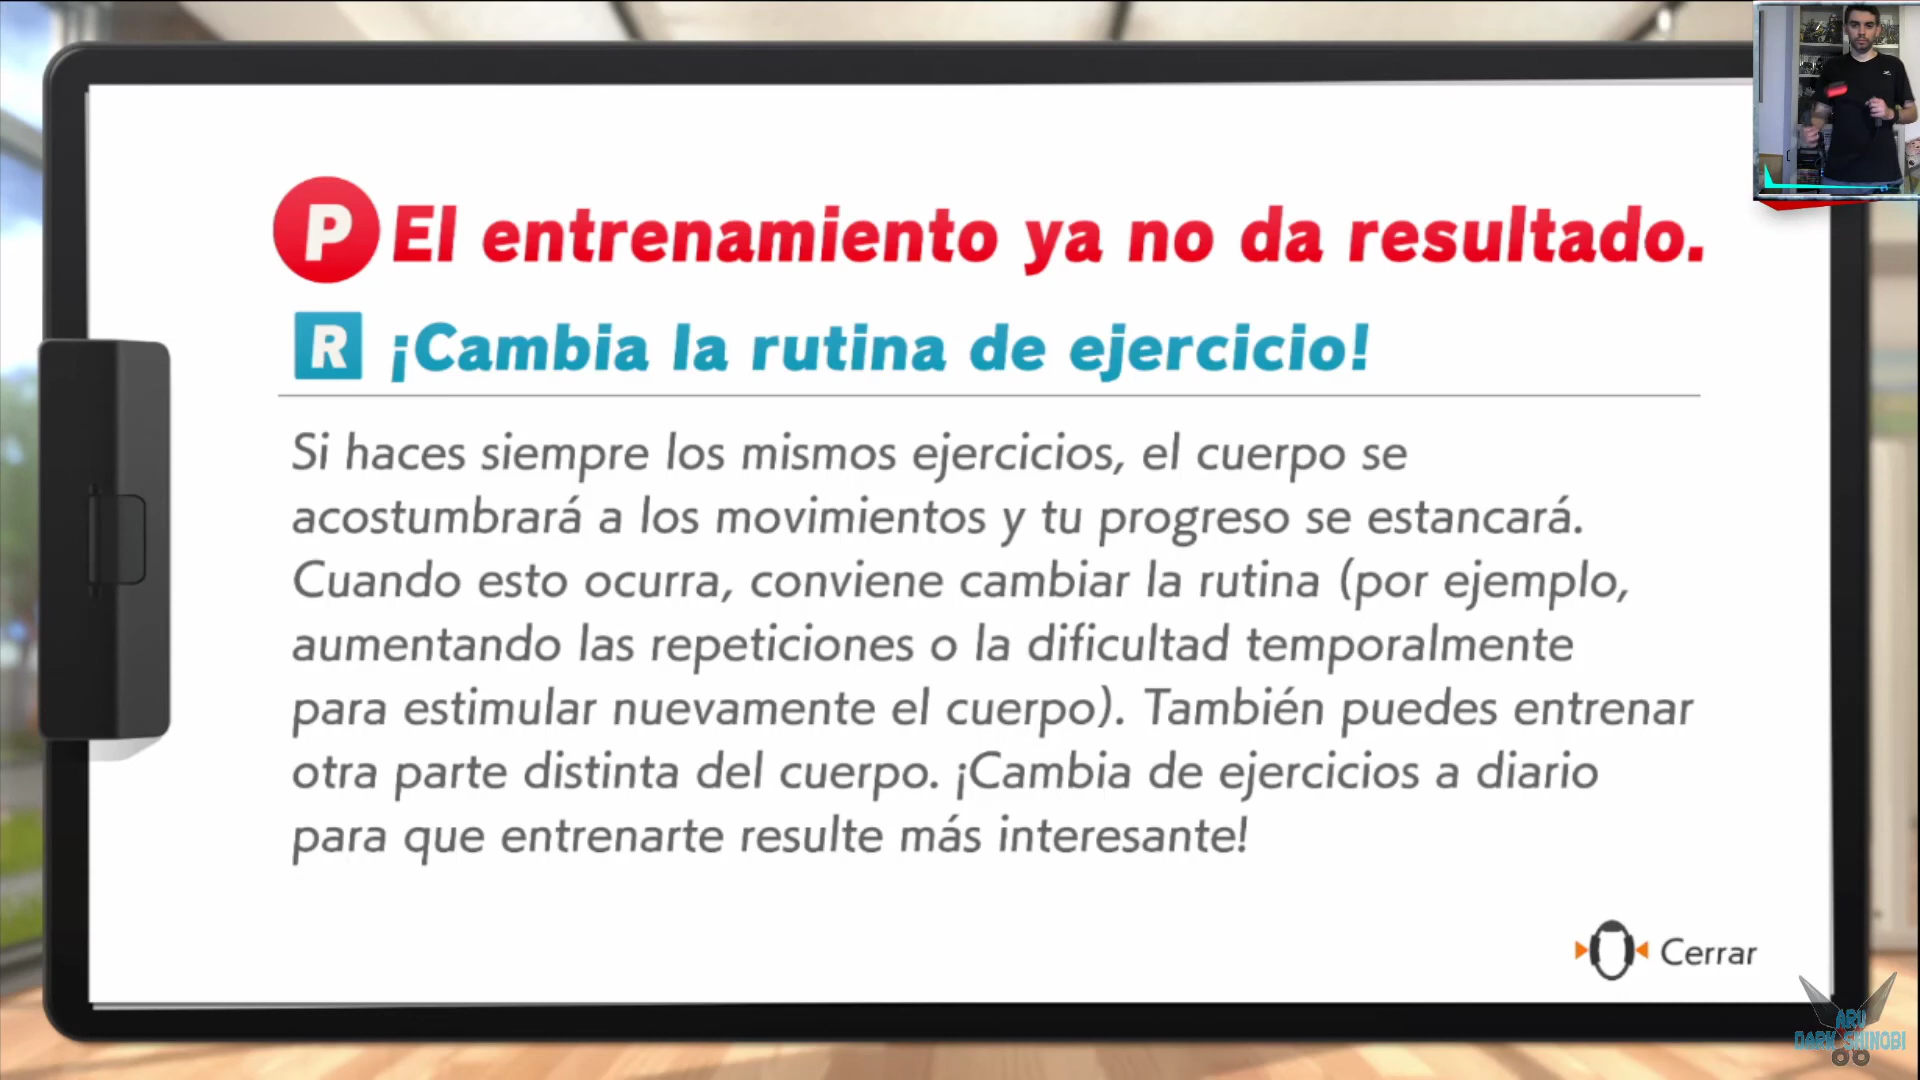 P El entrenamiento ya no da resultado.
R ¡Cambia la rutina de ejercicio!
Si haces siempre los mismos ejercicios, el cuerpo se
acostumbrará a los movimientos y tu progreso se estancará.
Cuando esto ocurra, conviene cambiar la rutina (por ejemplo,
aumentando las repeticiones o la dificultad temporalmente
para estimular nuevamente el cuerpo). También puedes entrenar
otra parte distinta del cuerpo. ¡Cambia de ejercicios a diario
para que entrenarte resulte más interesante!
Cerrar
ARU
DARK SHINOBI